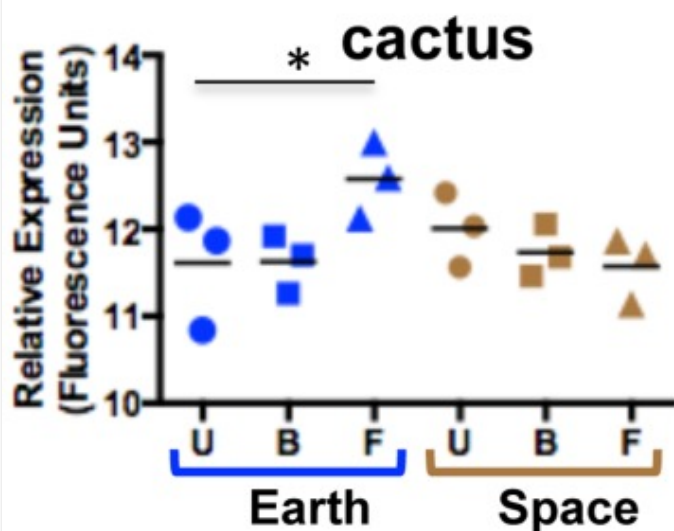 cactus
*
Relative Expression
(Fluorescence Units)
14
13
12
11
10
U B F U B F
Earth Space